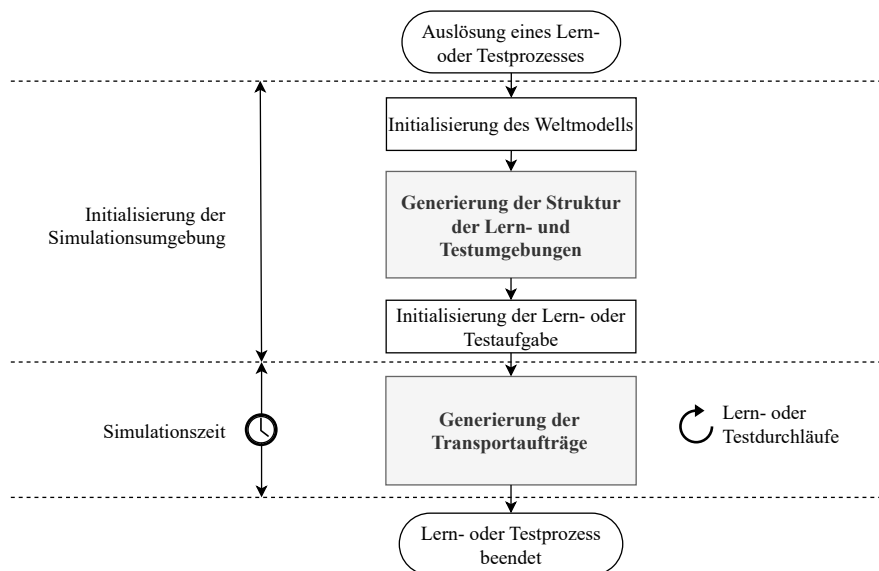 Auslösung eines Lern-
oder Testprozesses
Initialisierung des Weltmodells
Generierung der Struktur
der Lern- und
Testumgebungen
Initialisierung der
Simulationsumgebung
Initialisierung der Lern- oder
Testaufgabe
Simulationszeit
Generierung der
Transportaufträge
Lern- oder
Testdurchläufe
Lern- oder Testprozess
beendet